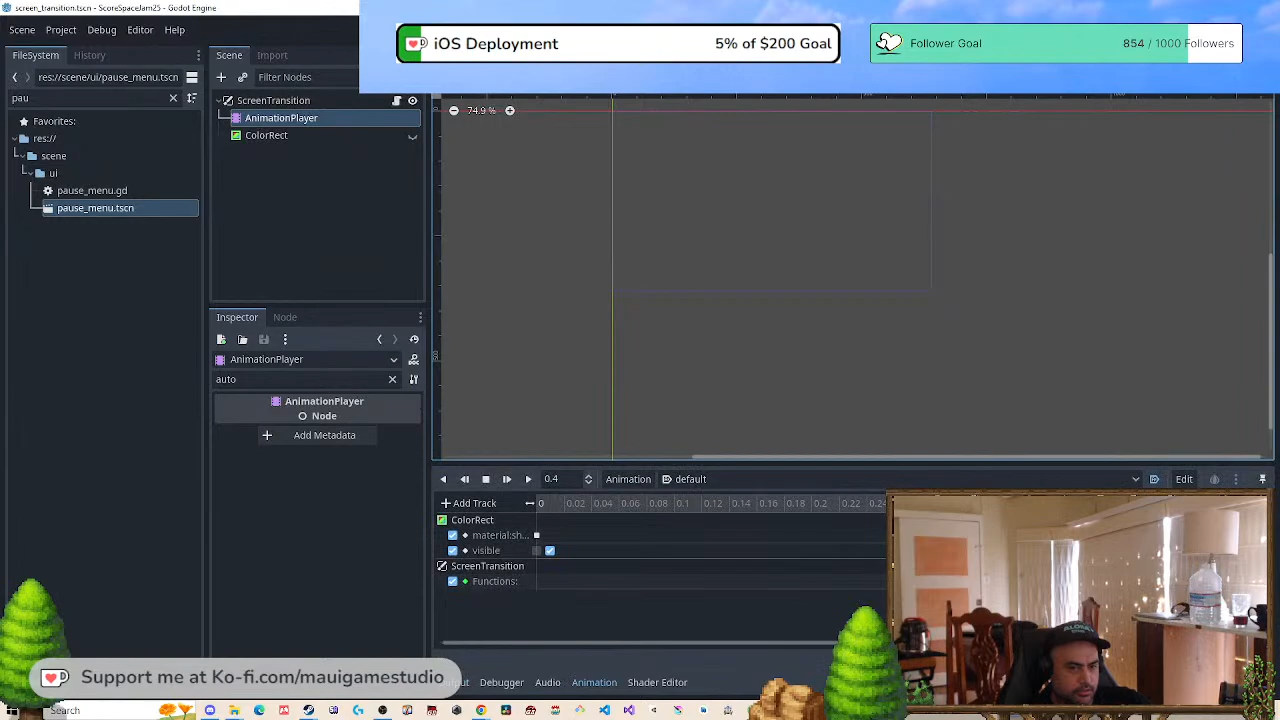 screen_transition.tscn - ScoreSpaceJam25 - Godot Engine
Scene Project Debug Editor Help
iOS Deployment 5% of $200 Goal
Follower Goal 854 / 1000 Followers
FileSystem History
res://scene/ui/pause_menu.tscn
pau
Favorites:
res://
scene
ui
pause_menu.gd
pause_menu.tscn
Scene Import
Filter Nodes
ScreenTransition
AnimationPlayer
ColorRect
Inspector Node
AnimationPlayer
auto
AnimationPlayer
Node
Add Metadata
74.9 %
0.4 Animation default Edit
Add Track 0 0.02 0.04 0.06 0.08 0.1 0.12 0.14 0.16 0.18 0.2 0.22 0.24
ColorRect
material:sh...
visible
ScreenTransition
Functions:
Support me at Ko-fi.com/mauigamestudio
Debugger Audio Animation Shader Editor
Search